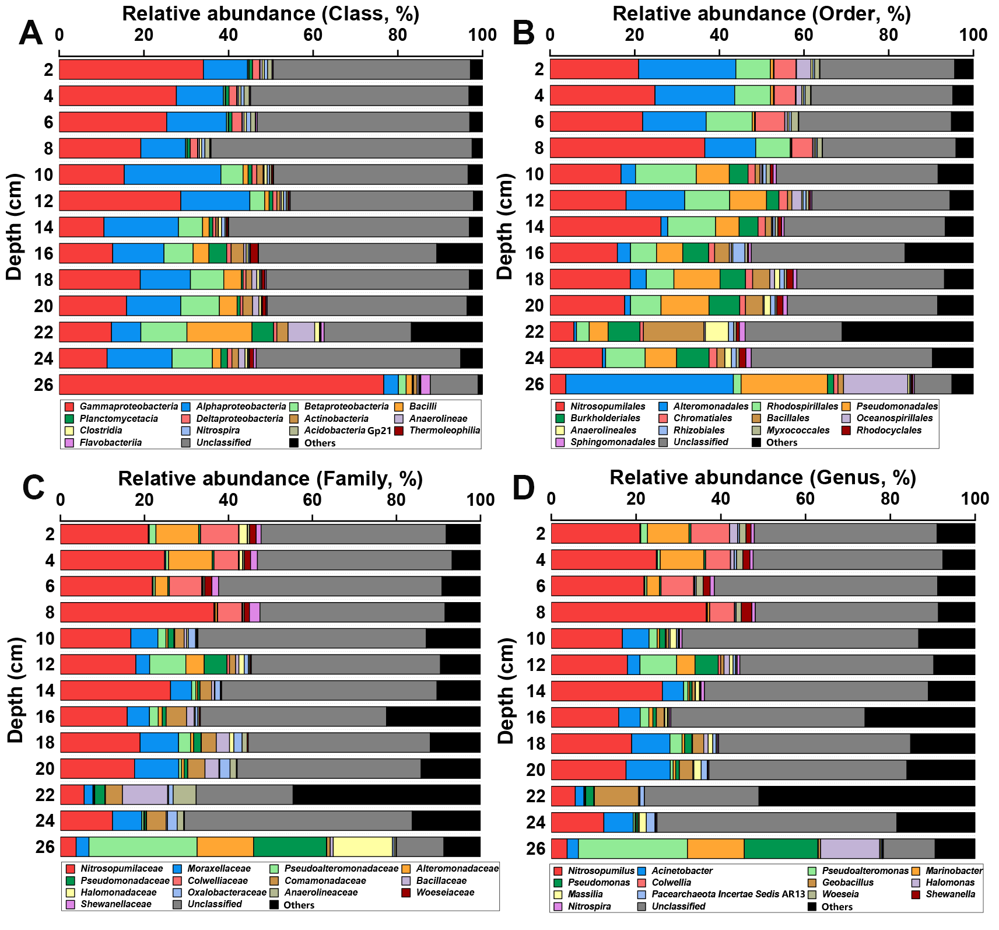 A
Relative abundance (Class, %)
0 20 40 60 80 100
Depth (cm)
2
4
6
8
10
12
14
16
18
20
22
24
26
Gammaproteobacteria Alphaproteobacteria Betaproteobacteria Bacilli
Planctomycetacia Deltaproteobacteria Actinobacteria Anaerolineae
Clostridia Nitrospira Acidobacteria Gp21 Thermoleophilia
Flavobacteriia Unclassified Others
B
Relative abundance (Order, %)
0 20 40 60 80 100
Depth (cm)
2
4
6
8
10
12
14
16
18
20
22
24
26
Nitrosopumilales Alteromonadales Rhodospirillales Pseudomonadales
Burkholderiales Chromatiales Bacillales Oceanospirillales
Anaerolineales Rhizobiales Myxococcales Rhodocyclales
Sphingomonadales Unclassified Others
C
Relative abundance (Family, %)
0 20 40 60 80 100
Depth (cm)
2
4
6
8
10
12
14
16
18
20
22
24
26
Nitrosopumilaceae Moraxellaceae Pseudoalteromonadaceae Alteromonadaceae
Pseudomonadaceae Colwelliaceae Comamonadaceae Bacillaceae
Halomonadaceae Oxalobacteraceae Anaerolineaceae Woeseiaceae
Shewanellaceae Unclassified Others
D
Relative abundance (Genus, %)
0 20 40 60 80 100
Depth (cm)
2
4
6
8
10
12
14
16
18
20
22
24
26
Nitrosopumilus Acinetobacter Pseudoalteromonas Marinobacter
Pseudomonas Colwellia Geobacillus Halomonas
Massilia Pacearchaeota Incertae Sedis AR13 Woeseia Shewanella
Nitrospira Unclassified Others